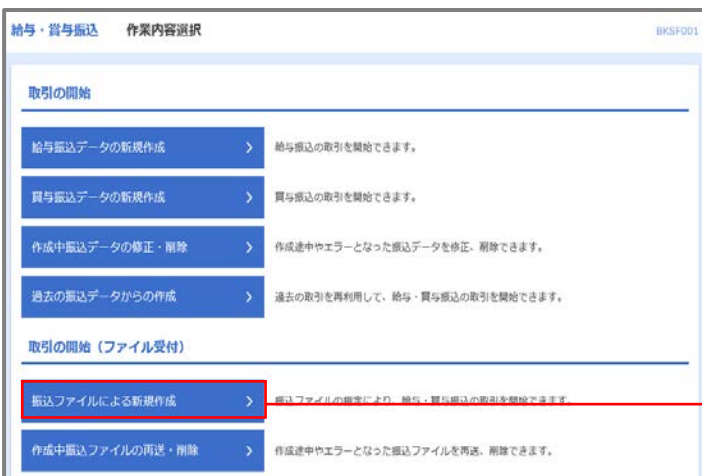 給与・賞与振込 作業内容選択 BKSF001
取引の開始
給与振込データの新規作成 給与振込の取引を開始できます。
賞与振込データの新規作成 賞与振込の取引を開始できます。
作成中振込データの修正・削除 作成途中やエラーとなった振込データを修正、削除できます。
過去の振込データからの作成 過去の取引を再利用して、給与・賞与振込の取引を開始できます。
取引の開始（ファイル受付）
振込ファイルによる新規作成 振込ファイルの指定により、給与・賞与振込の取引を開始できます。
作成中振込ファイルの再送・削除 作成途中やエラーとなった振込ファイルを再送、削除できます。